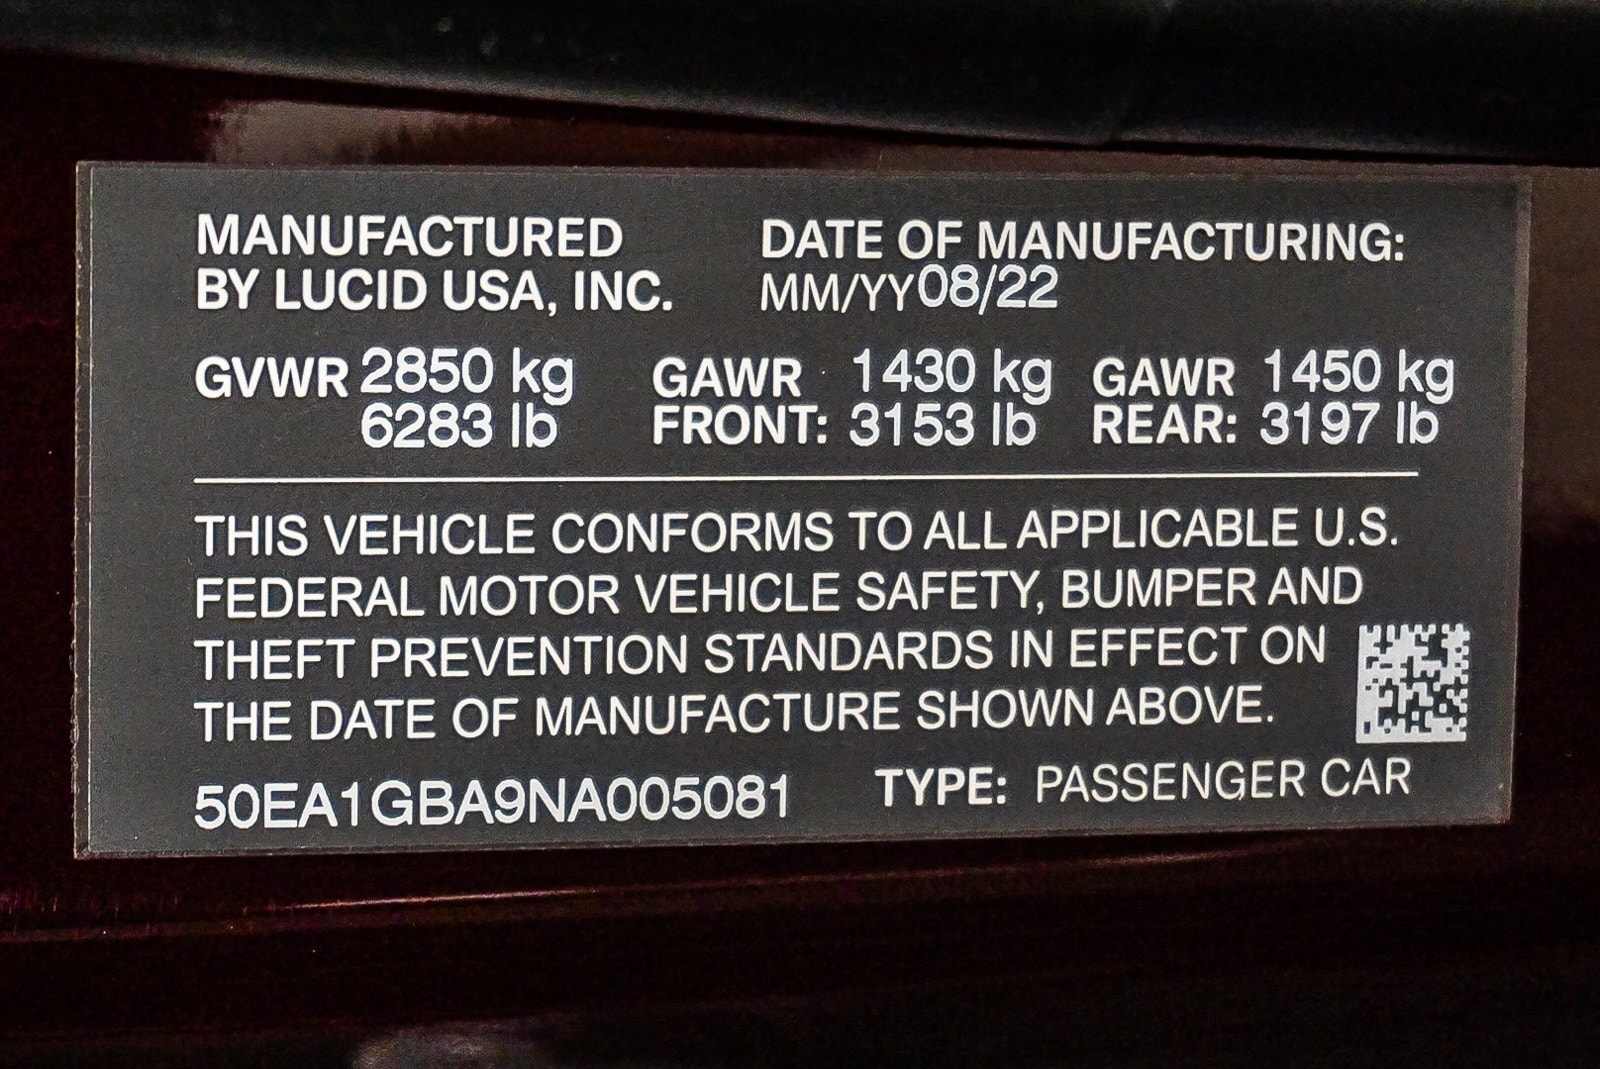 MANUFACTURED
BY LUCID USA, INC.
DATE OF MANUFACTURING:
MM/YY 08/22
GVWR 2850 kg
6283 lb
GAWR 1430 kg
FRONT: 3153 lb
GAWR 1450 kg
REAR: 3197 lb
THIS VEHICLE CONFORMS TO ALL APPLICABLE U.S.
FEDERAL MOTOR VEHICLE SAFETY, BUMPER AND
THEFT PREVENTION STANDARDS IN EFFECT ON
THE DATE OF MANUFACTURE SHOWN ABOVE.
50EA1GBA9NA005081
TYPE: PASSENGER CAR